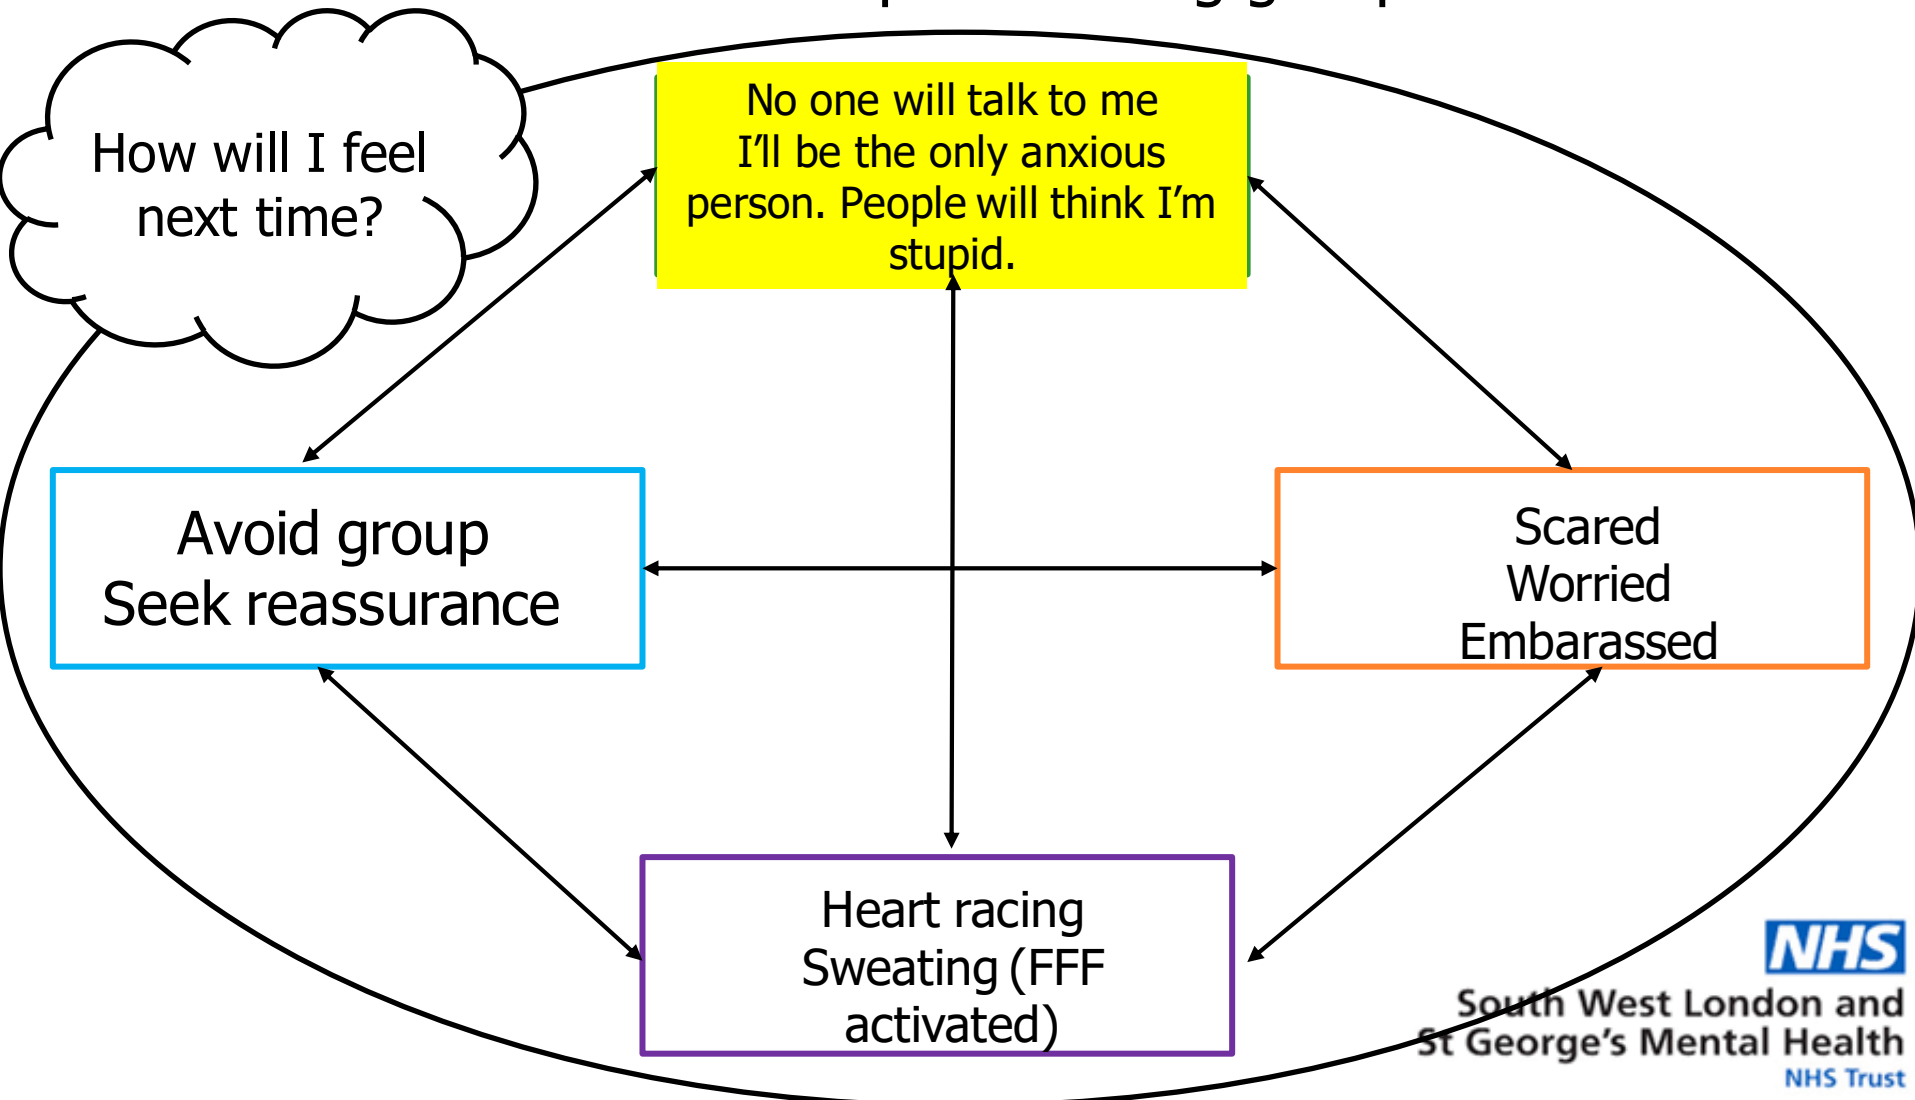 How will I feel
next time?
No one will talk to me
I'll be the only anxious
person. People will think I'm
stupid.
Avoid group
Seek reassurance
Scared
Worried
Embarassed
Heart racing
Sweating (FFF
activated)
NHS
South West London and
St George's Mental Health
NHS Trust